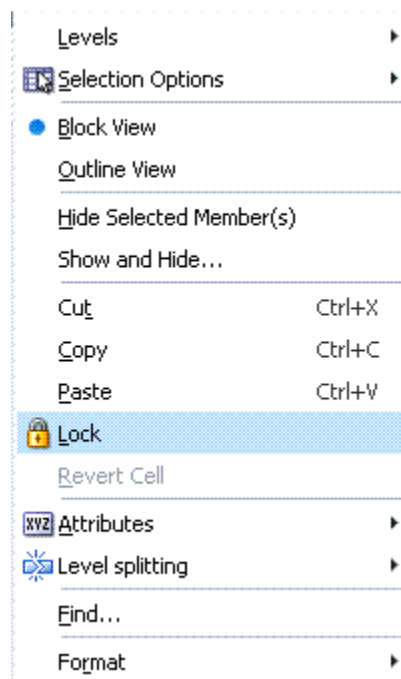 Levels
Selection Options
Block View
Outline View
Hide Selected Member(s)
Show and Hide...
Cut Ctrl+X
Copy Ctrl+C
Paste Ctrl+V
Lock
Revert Cell
XYZ Attributes
Level splitting
Find...
Format